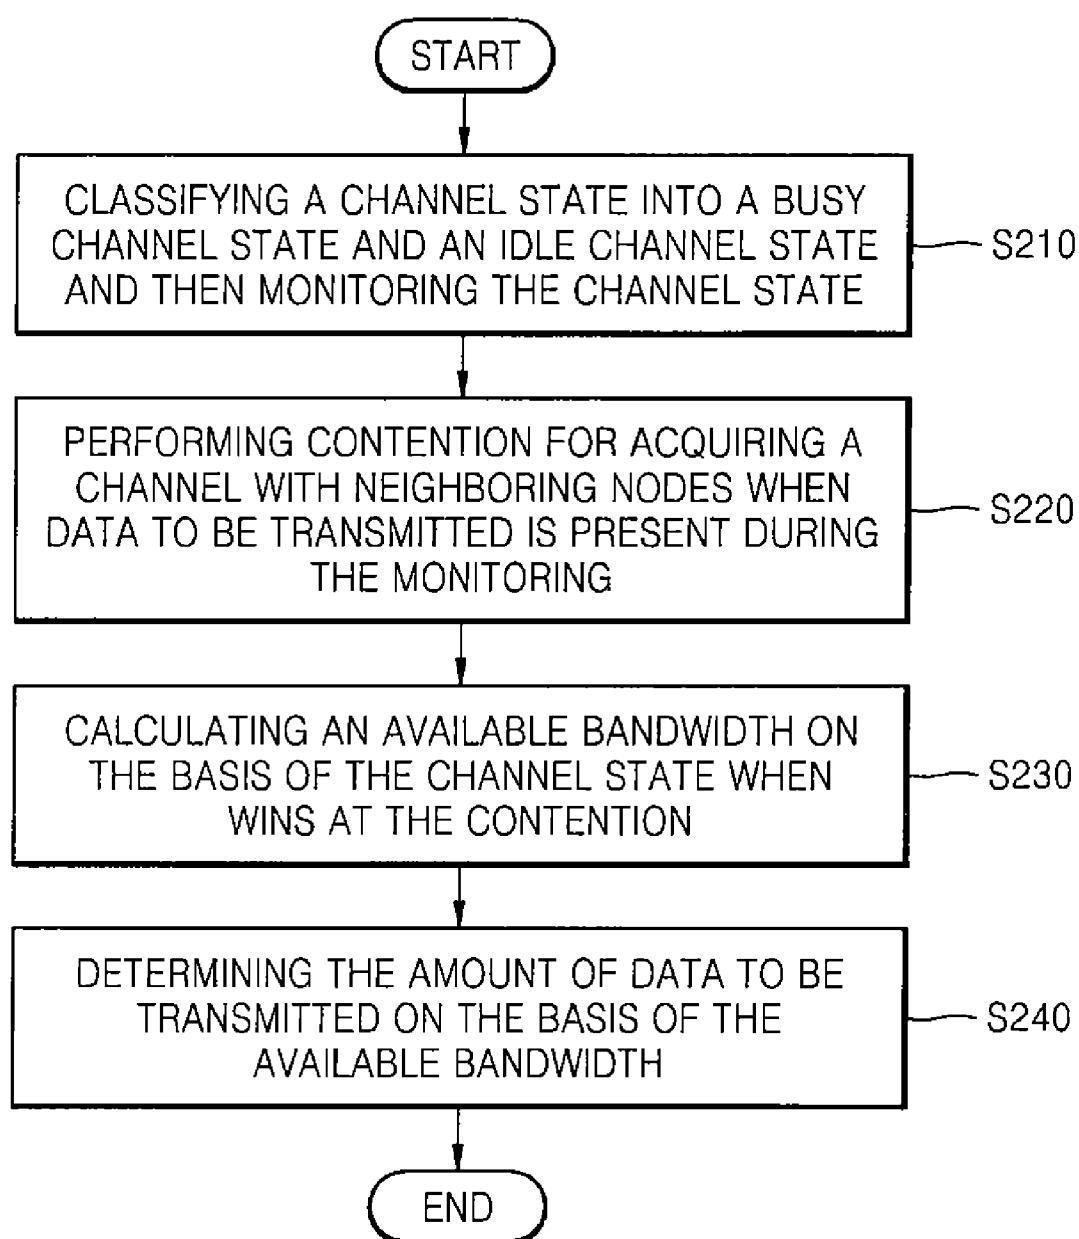 START
CLASSIFYING A CHANNEL STATE INTO A BUSY
CHANNEL STATE AND AN IDLE CHANNEL STATE
AND THEN MONITORING THE CHANNEL STATE
S210
PERFORMING CONTENTION FOR ACQUIRING A
CHANNEL WITH NEIGHBORING NODES WHEN
DATA TO BE TRANSMITTED IS PRESENT DURING
THE MONITORING
S220
CALCULATING AN AVAILABLE BANDWIDTH ON
THE BASIS OF THE CHANNEL STATE WHEN
WINS AT THE CONTENTION
S230
DETERMINING THE AMOUNT OF DATA TO BE
TRANSMITTED ON THE BASIS OF THE
AVAILABLE BANDWIDTH
S240
END